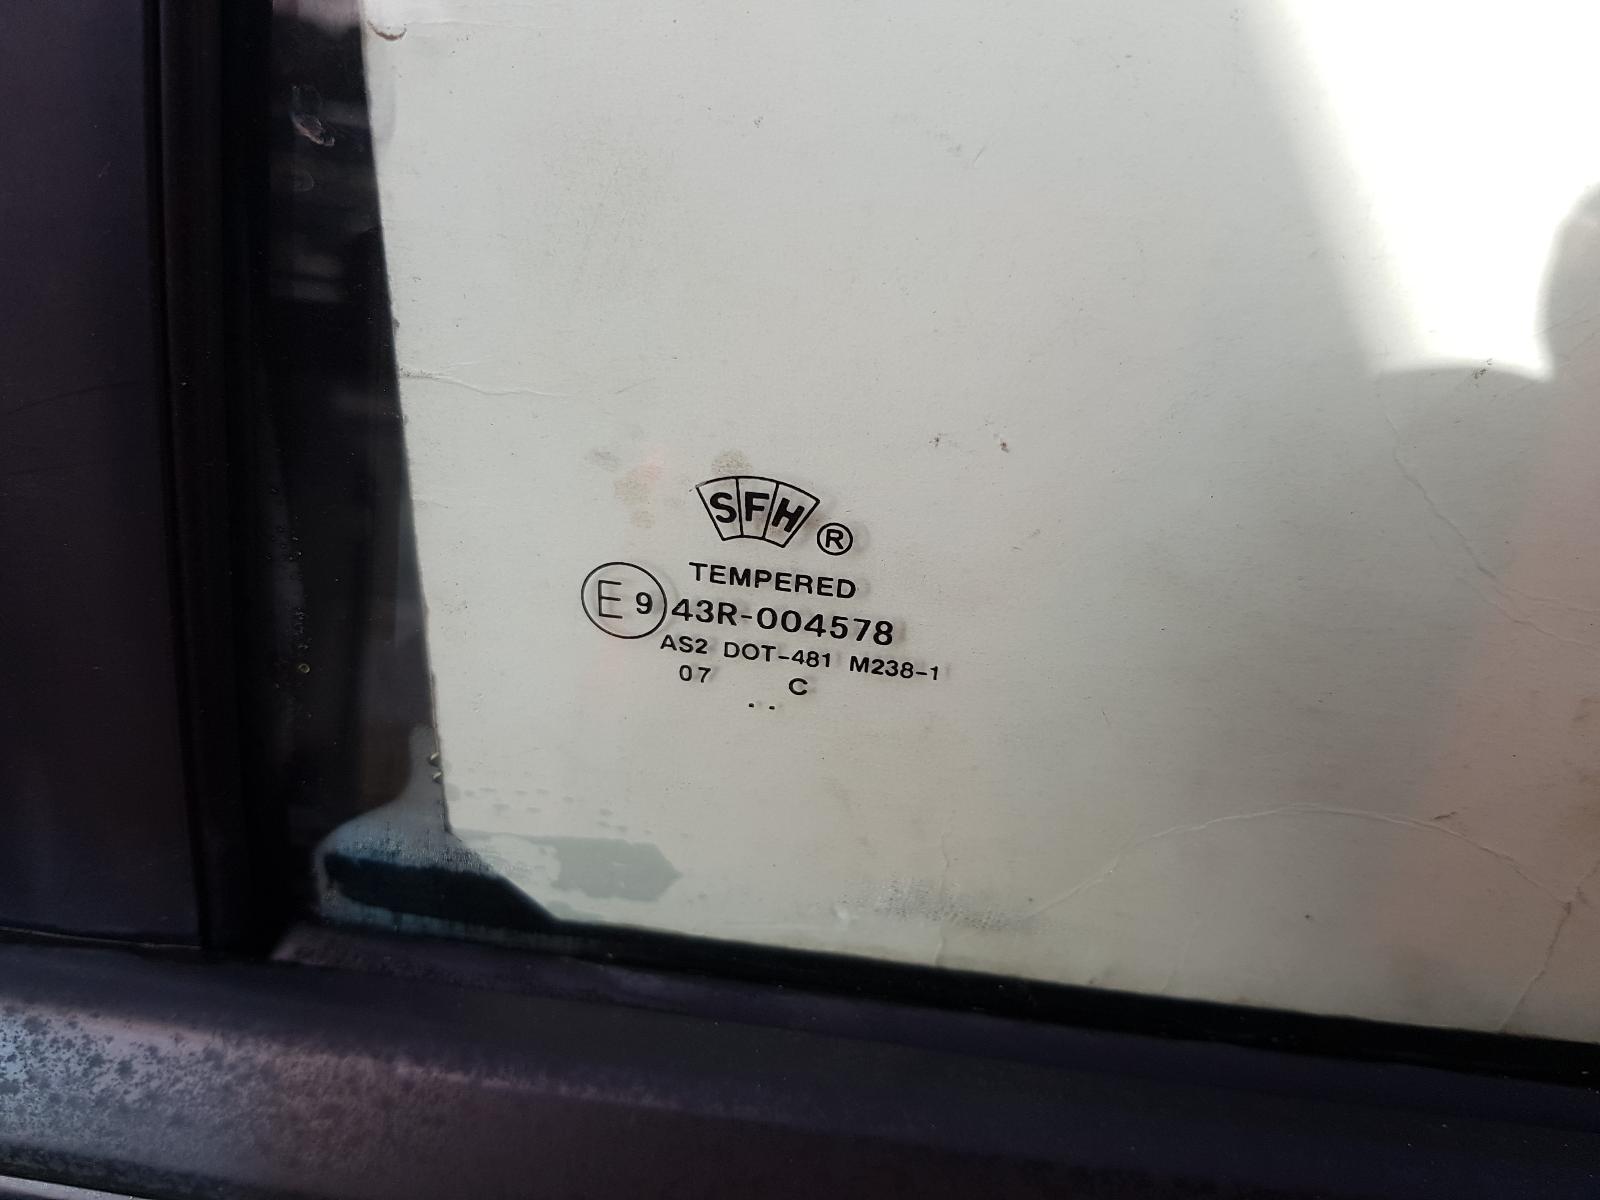 SFH ®
TEMPERED
E9 43R-004578
AS2 DOT-481 M238-1
07 C
. .